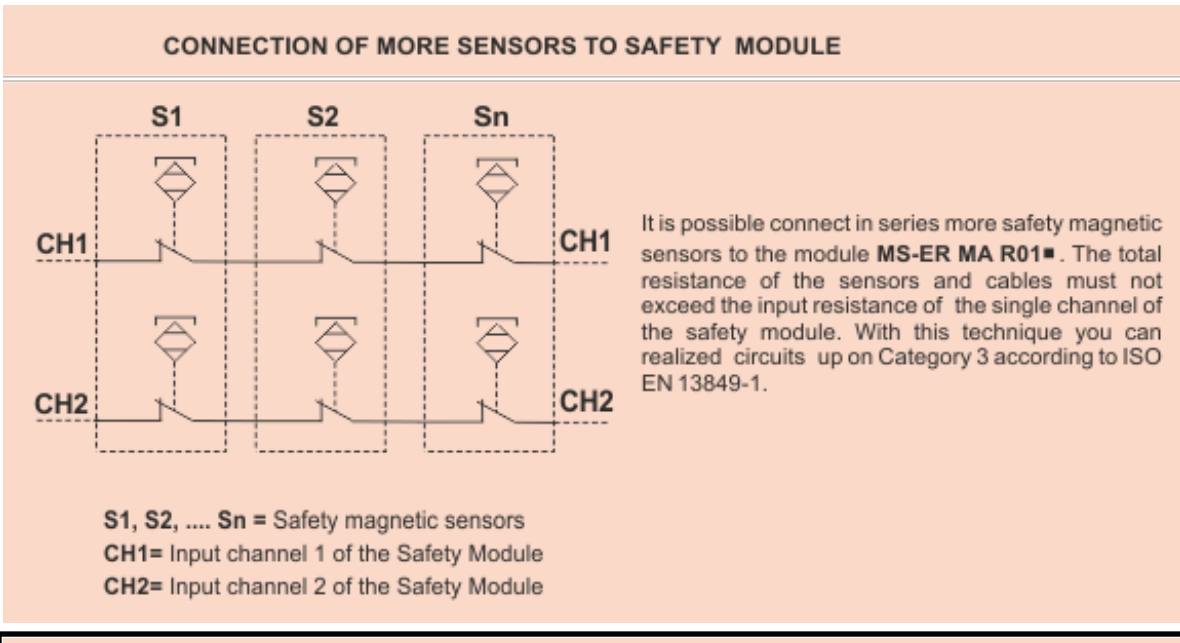 CONNECTION OF MORE SENSORS TO SAFETY MODULE
S1 S2 Sn
CH1 CH1
CH2 CH2
It is possible connect in series more safety magnetic
sensors to the module MS-ER MA R01■. The total
resistance of the sensors and cables must not
exceed the input resistance of the single channel of
the safety module. With this technique you can
realized circuits up on Category 3 according to ISO
EN 13849-1.
S1, S2, .... Sn = Safety magnetic sensors
CH1= Input channel 1 of the Safety Module
CH2= Input channel 2 of the Safety Module